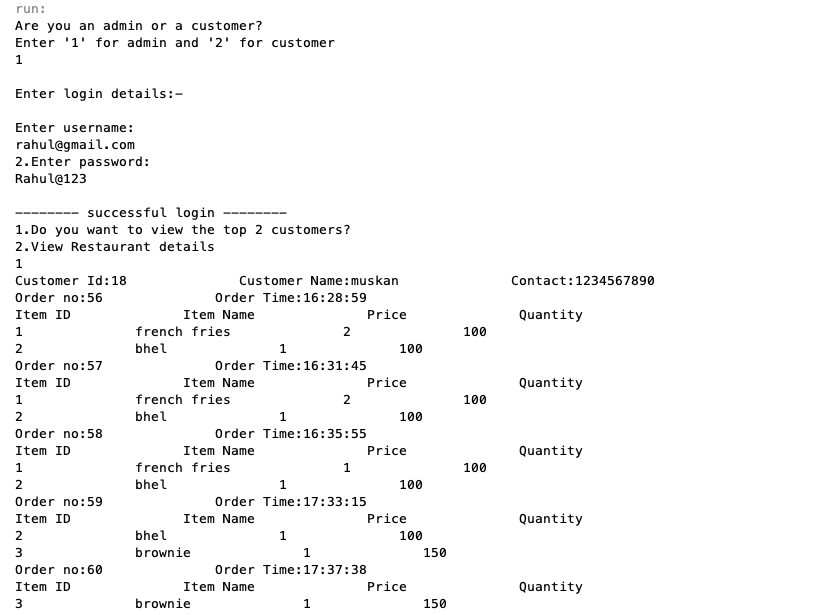 run:
Are you an admin or a customer?
Enter '1' for admin and '2' for customer
1
Enter login details:-
Enter username:
rahul@gmail.com
2.Enter password:
Rahul@123
-------- successful login --------
1.Do you want to view the top 2 customers?
2.View Restaurant details
1
Customer Id:18 Customer Name:muskan Contact:1234567890
Order no:56 Order Time:16:28:59
Item ID Item Name Price Quantity
1 french fries 2 100
2 bhel 1 100
Order no:57 Order Time:16:31:45
Item ID Item Name Price Quantity
1 french fries 2 100
2 bhel 1 100
Order no:58 Order Time:16:35:55
Item ID Item Name Price Quantity
1 french fries 1 100
2 bhel 1 100
Order no:59 Order Time:17:33:15
Item ID Item Name Price Quantity
2 bhel 1 100
3 brownie 1 150
Order no:60 Order Time:17:37:38
Item ID Item Name Price Quantity
3 brownie 1 150